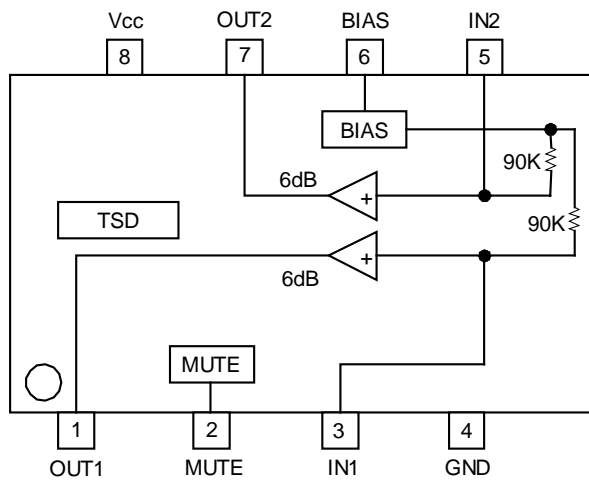 Vcc OUT2 BIAS IN2
8 7 6 5
BIAS
90K
6dB +
TSD
90K
+
6dB
MUTE
1 2 3 4
OUT1 MUTE IN1 GND